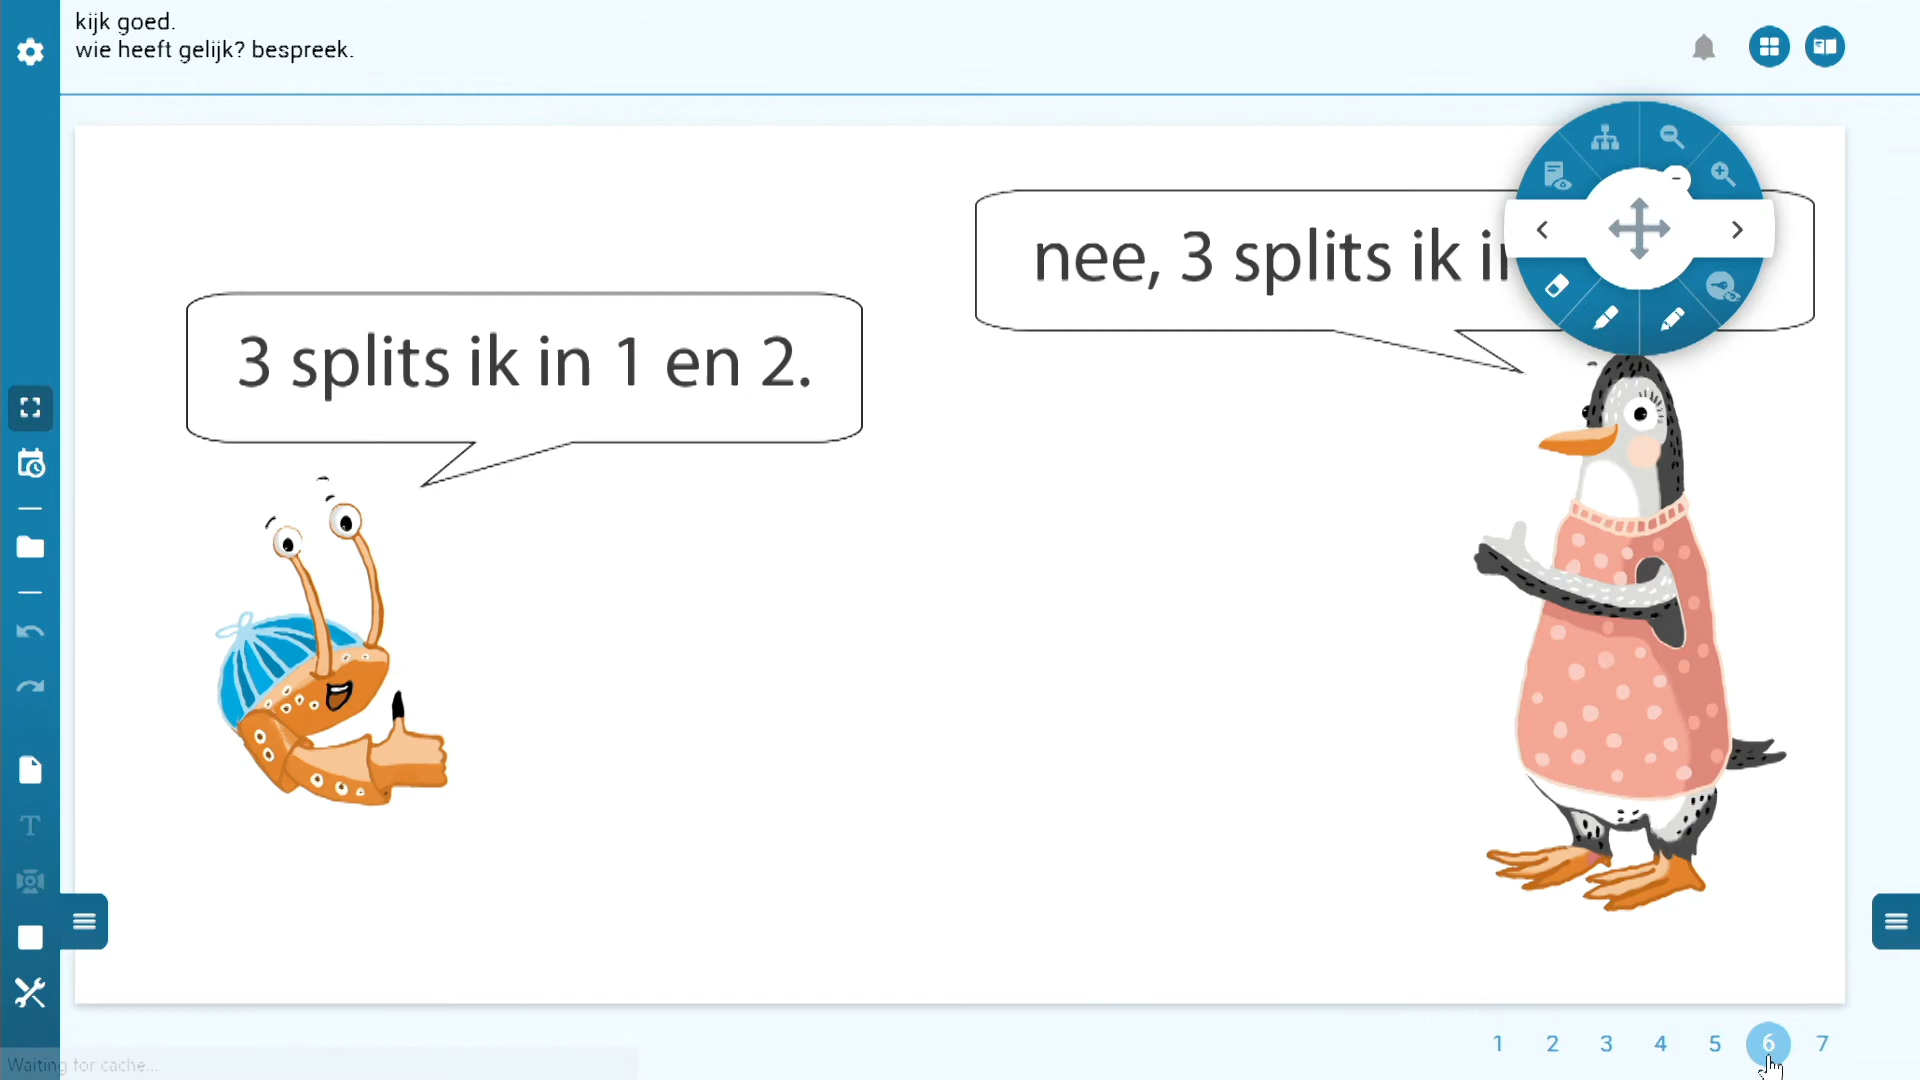 kijk goed.
wie heeft gelijk? bespreek.
nee, 3 splits ik
3 splits ik in 1 en 2.
1 2 3 4 5 6 7
Waiting for cache...